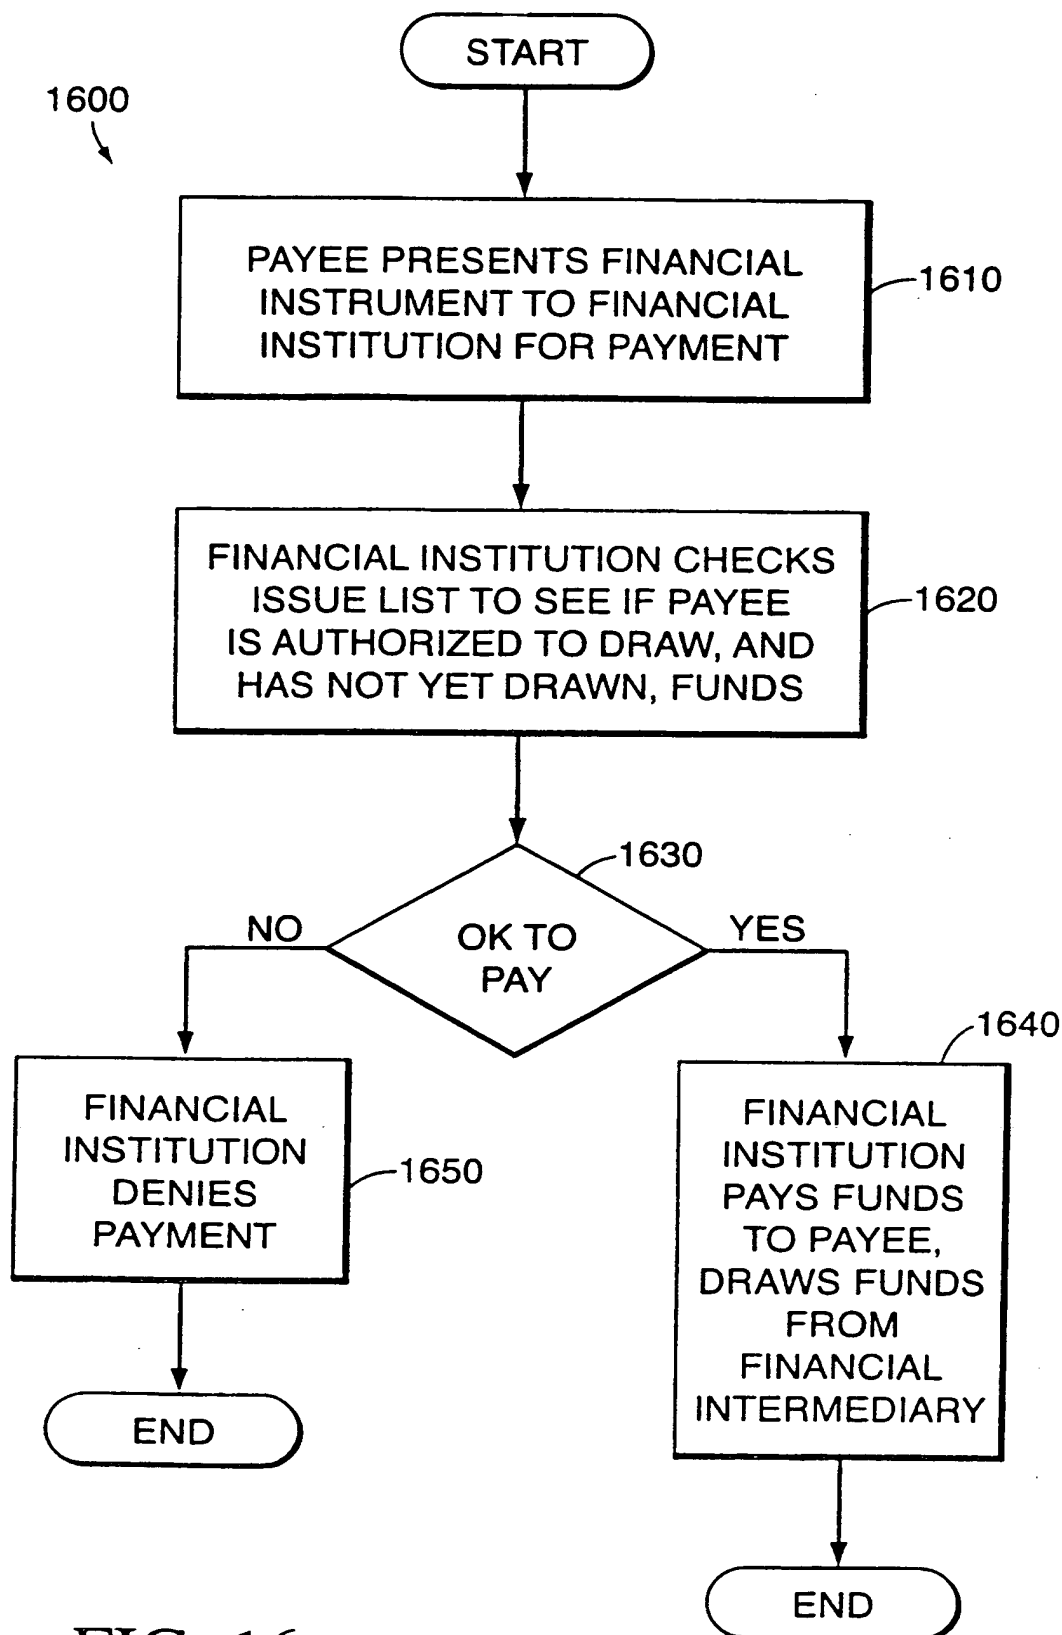 START
1600
PAYEE PRESENTS FINANCIAL
INSTRUMENT TO FINANCIAL
INSTITUTION FOR PAYMENT
1610
FINANCIAL INSTITUTION CHECKS
ISSUE LIST TO SEE IF PAYEE
IS AUTHORIZED TO DRAW, AND
HAS NOT YET DRAWN, FUNDS
1620
1630
OK TO
PAY
NO
YES
1640
FINANCIAL
INSTITUTION
DENIES
PAYMENT
1650
FINANCIAL
INSTITUTION
PAYS FUNDS
TO PAYEE,
DRAWS FUNDS
FROM
FINANCIAL
INTERMEDIARY
END
END
FIG. 16